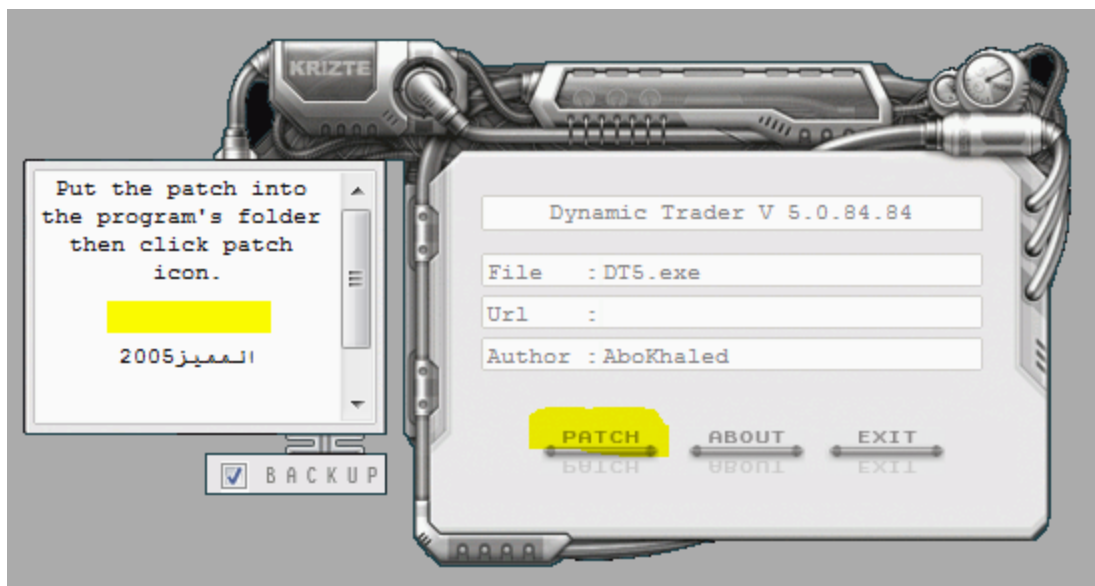 KRIZTE
Put the patch into
the program's folder
then click patch
icon.
المميز2005
BACKUP
Dynamic Trader V 5.0.84.84
File : DT5.exe
Url :
Author : AboKhaled
PATCH ABOUT EXIT